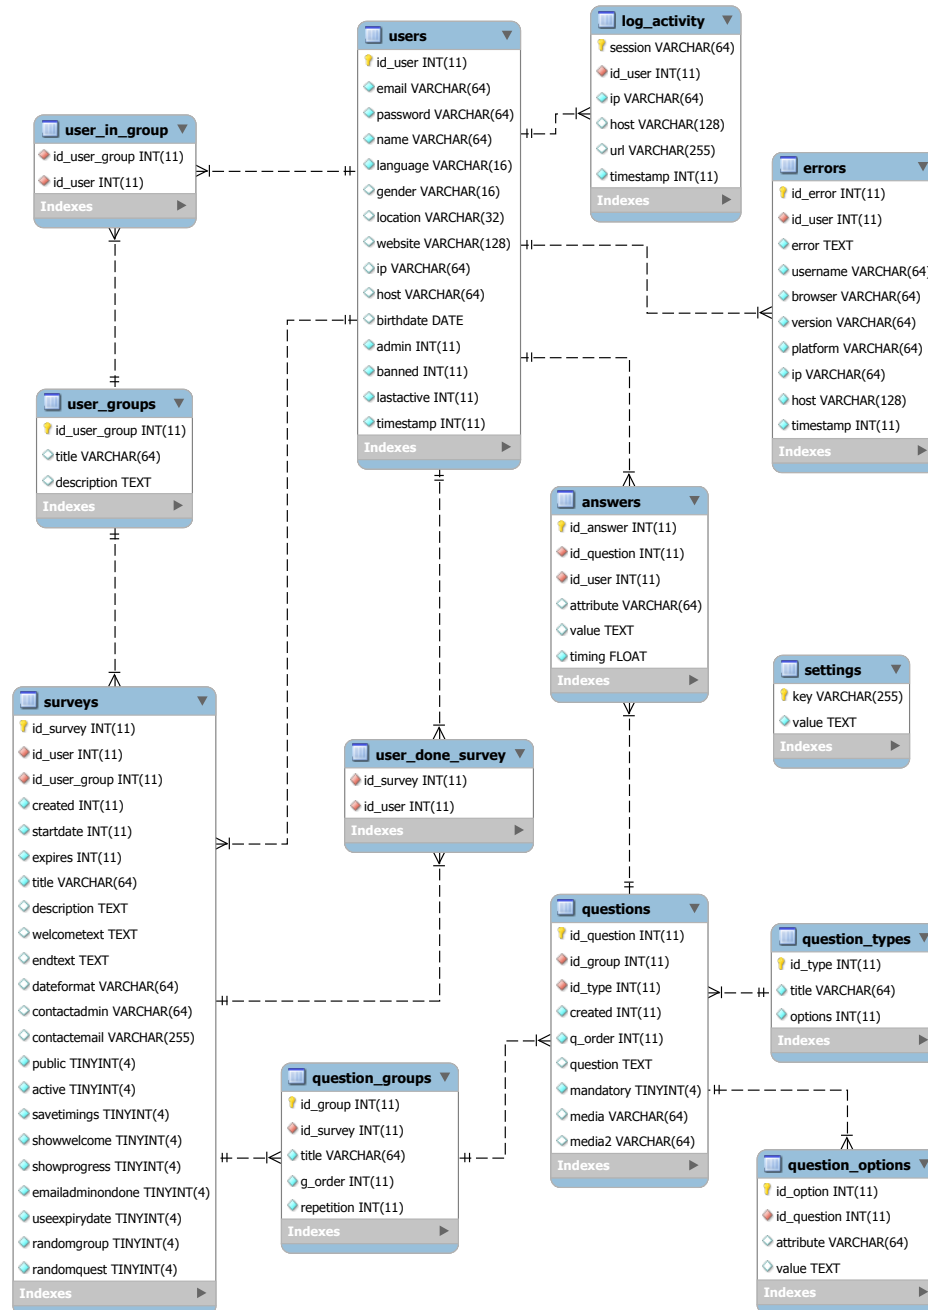 users
id_user INT(11)
email VARCHAR(64)
password VARCHAR(64)
name VARCHAR(64)
language VARCHAR(16)
gender VARCHAR(16)
location VARCHAR(32)
website VARCHAR(128)
ip VARCHAR(64)
host VARCHAR(64)
birthdate DATE
admin INT(11)
banned INT(11)
lastactive INT(11)
timestamp INT(11)
Indexes
log_activity
session VARCHAR(64)
id_user INT(11)
ip VARCHAR(64)
host VARCHAR(128)
url VARCHAR(255)
timestamp INT(11)
Indexes
user_in_group
id_user_group INT(11)
id_user INT(11)
Indexes
errors
id_error INT(11)
id_user INT(11)
error TEXT
username VARCHAR(64)
browser VARCHAR(64)
version VARCHAR(64)
platform VARCHAR(64)
ip VARCHAR(64)
host VARCHAR(128)
timestamp INT(11)
Indexes
user_groups
id_user_group INT(11)
title VARCHAR(64)
description TEXT
Indexes
answers
id_answer INT(11)
id_question INT(11)
id_user INT(11)
attribute VARCHAR(64)
value TEXT
timing FLOAT
Indexes
settings
key VARCHAR(255)
value TEXT
Indexes
surveys
id_survey INT(11)
id_user INT(11)
id_user_group INT(11)
created INT(11)
startdate INT(11)
expires INT(11)
title VARCHAR(64)
description TEXT
welcometext TEXT
endtext TEXT
dateformat VARCHAR(64)
contactadmin VARCHAR(64)
contactemail VARCHAR(255)
public TINYINT(4)
active TINYINT(4)
savetimings TINYINT(4)
showwelcome TINYINT(4)
showprogress TINYINT(4)
emailadminondone TINYINT(4)
useexpirydate TINYINT(4)
randomgroup TINYINT(4)
randomquest TINYINT(4)
Indexes
user_done_survey
id_survey INT(11)
id_user INT(11)
Indexes
questions
id_question INT(11)
id_group INT(11)
id_type INT(11)
created INT(11)
q_order INT(11)
question TEXT
mandatory TINYINT(4)
media VARCHAR(64)
media2 VARCHAR(64)
Indexes
question_types
id_type INT(11)
title VARCHAR(64)
options INT(11)
Indexes
question_groups
id_group INT(11)
id_survey INT(11)
title VARCHAR(64)
g_order INT(11)
repetition INT(11)
Indexes
question_options
id_option INT(11)
id_question INT(11)
attribute VARCHAR(64)
value TEXT
Indexes